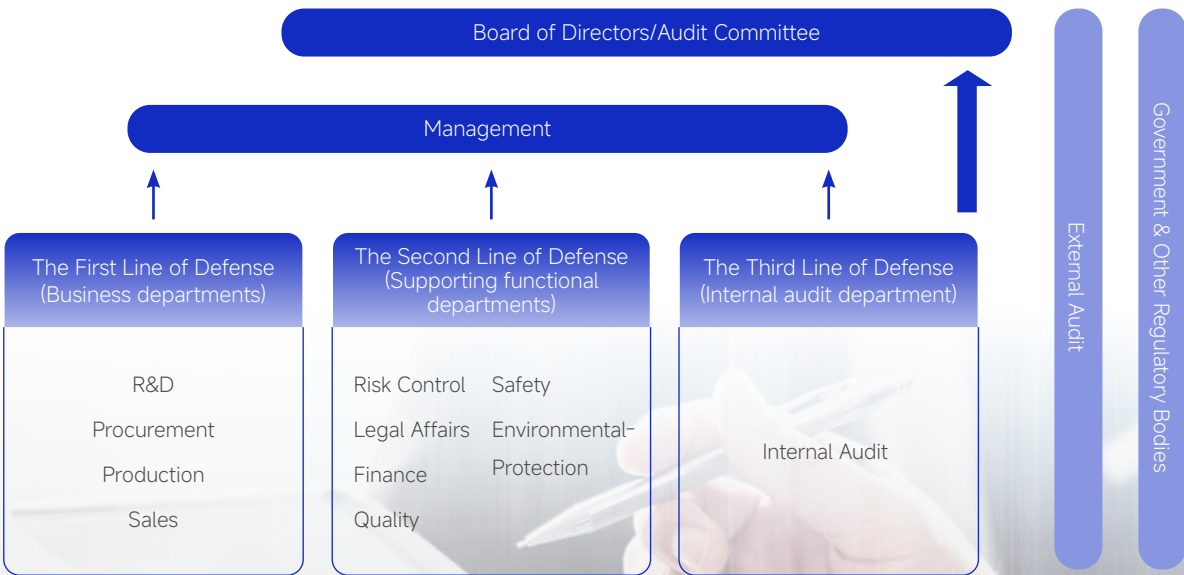 Board of Directors/Audit Committee
Management
The First Line of Defense
(Business departments)
R&D
Procurement
Production
Sales
The Second Line of Defense
(Supporting functional
departments)
Risk Control
Legal Affairs
Finance
Quality
Safety
Environmental-
Protection
The Third Line of Defense
(Internal audit department)
Internal Audit
External Audit
Government & Other Regulatory Bodies